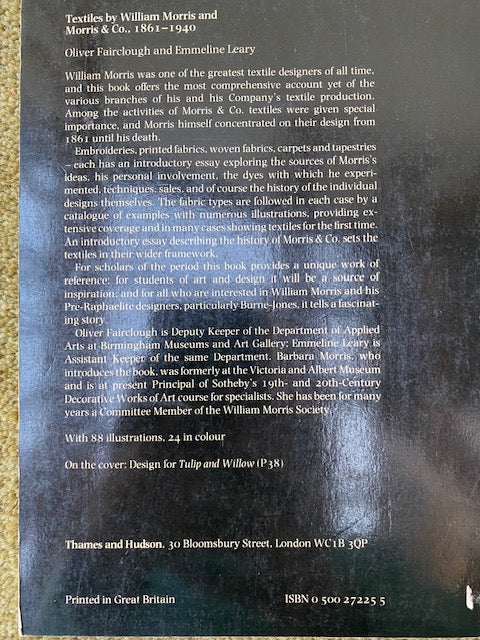 Textiles by William Morris and
Morris & Co., 1861–1940
Oliver Fairclough and Emmeline Leary
William Morris was one of the greatest textile designers of all time,
and this book offers the most comprehensive account yet of the
various branches of his and his Company's textile production.
Among the activities of Morris & Co. textiles were given special
importance, and Morris himself concentrated on their design from
1861 until his death.
Embroideries, printed fabrics, woven fabrics, carpets and tapestries
– each has an introductory essay exploring the sources of Morris's
ideas, his personal involvement, the dyes with which he experi-
mented, techniques, sales, and of course the history of the individual
designs themselves. The fabric types are followed in each case by a
catalogue of examples with numerous illustrations, providing ex-
tensive coverage and in many cases showing textiles for the first time.
An introductory essay describing the history of Morris & Co. sets the
textiles in their wider framework.
For scholars of the period this book provides a unique work of
reference; for students of art and design it will be a source of
inspiration; and for all who are interested in William Morris and his
Pre-Raphaelite designers, particularly Burne-Jones, it tells a fascinat-
ing story.
Oliver Fairclough is Deputy Keeper of the Department of Applied
Arts at Birmingham Museums and Art Gallery; Emmeline Leary is
Assistant Keeper of the same Department. Barbara Morris, who
introduces the book, was formerly at the Victoria and Albert Museum
and is at present Principal of Sotheby's 19th- and 20th-Century
Decorative Works of Art course for specialists. She has been for many
years a Committee Member of the William Morris Society.
With 88 illustrations, 24 in colour
On the cover: Design for Tulip and Willow (P38)
Thames and Hudson, 30 Bloomsbury Street, London WC1B 3QP
Printed in Great Britain
ISBN 0 500 27225 5